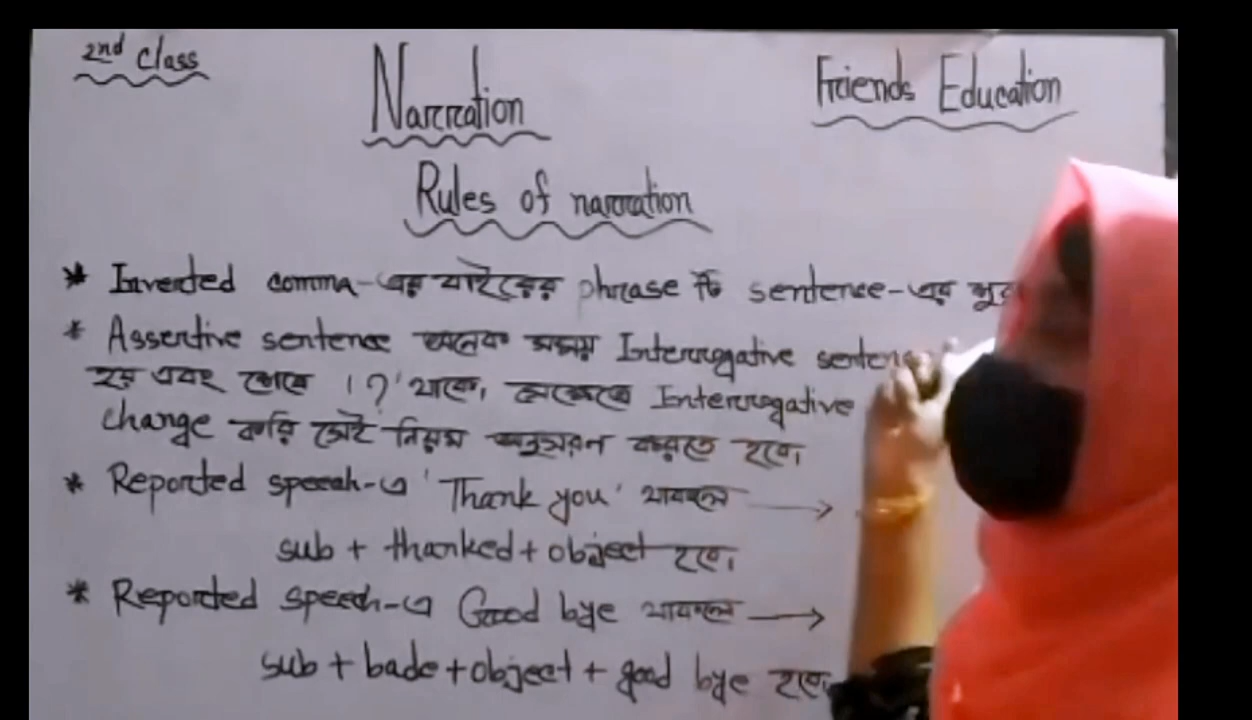 2nd class
Narration
Friends Education
Rules of narration
* Inverted comma-এর বাইরের phrase টি sentence-এর
* Assertive sentence অনেক সময় Interrogative
হয় এবং শেষে '?' থাকে, সেক্ষেত্রে Interrogative
change করি সেই নিয়ম অনুসরণ করতে হবে।
* Reported speech-এ 'Thank you' থাকলে →
sub + thanked + object হবে।
* Reported speech-এ Good bye থাকলে →
sub + bade + object + good bye হবে।